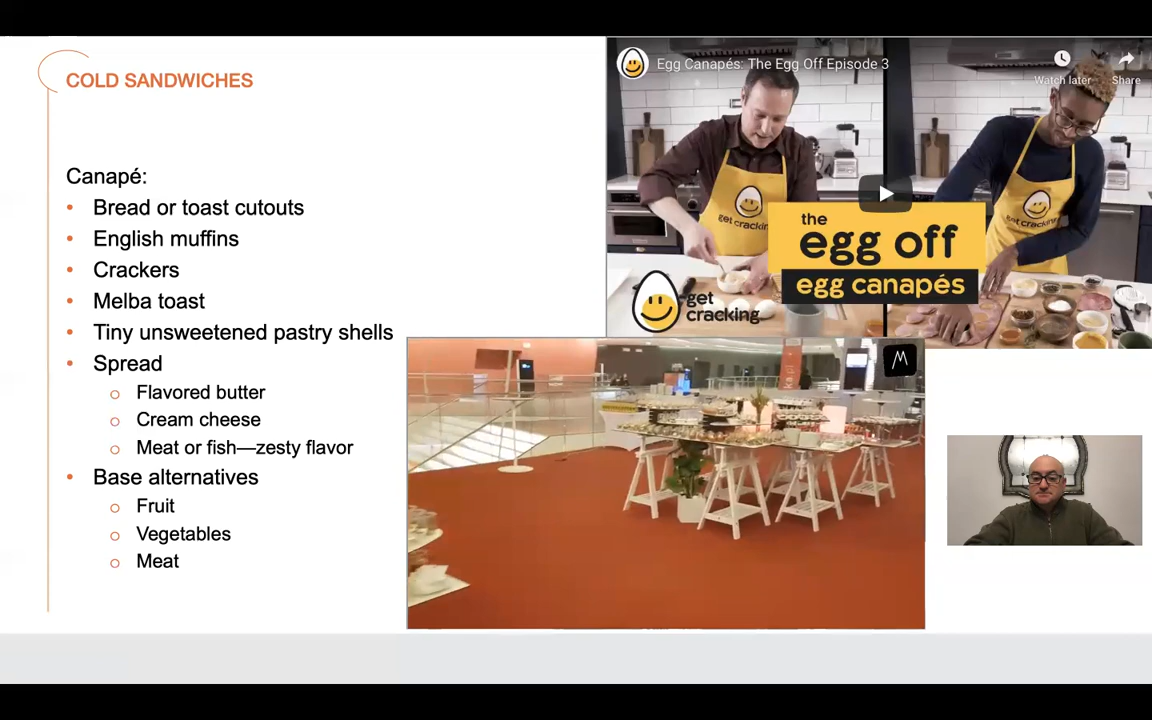 COLD SANDWICHES
Canapé:
• Bread or toast cutouts
• English muffins
• Crackers
• Melba toast
• Tiny unsweetened pastry shells
• Spread
o Flavored butter
o Cream cheese
o Meat or fish—zesty flavor
• Base alternatives
o Fruit
o Vegetables
o Meat
Egg Canapés: The Egg Off Episode 3
Watch later
Share
get cracking
get cracking
the
egg off
egg canapés
get
cracking
M